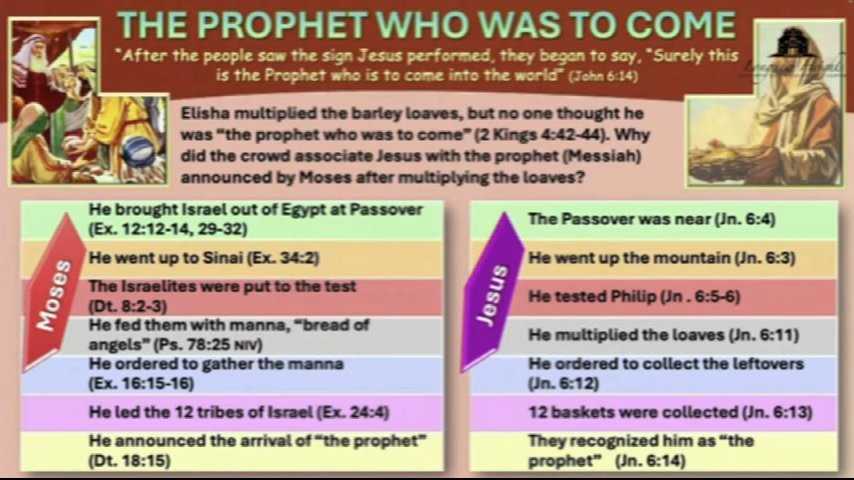 THE PROPHET WHO WAS TO COME
“After the people saw the sign Jesus performed, they began to say, “Surely this
is the Prophet who is to come into the world” (John 6:14)
Elisha multiplied the barley loaves, but no one thought he
was “the prophet who was to come” (2 Kings 4:42-44). Why
did the crowd associate Jesus with the prophet (Messiah)
announced by Moses after multiplying the loaves?
Moses
He brought Israel out of Egypt at Passover
(Ex. 12:12-14, 29-32)
He went up to Sinai (Ex. 34:2)
The Israelites were put to the test
(Dt. 8:2-3)
He fed them with manna, “bread of
angels” (Ps. 78:25 NIV)
He ordered to gather the manna
(Ex. 16:15-16)
He led the 12 tribes of Israel (Ex. 24:4)
He announced the arrival of “the prophet”
(Dt. 18:15)
Jesus
The Passover was near (Jn. 6:4)
He went up the mountain (Jn. 6:3)
He tested Philip (Jn . 6:5-6)
He multiplied the loaves (Jn. 6:11)
He ordered to collect the leftovers
(Jn. 6:12)
12 baskets were collected (Jn. 6:13)
They recognized him as “the
prophet” (Jn. 6:14)